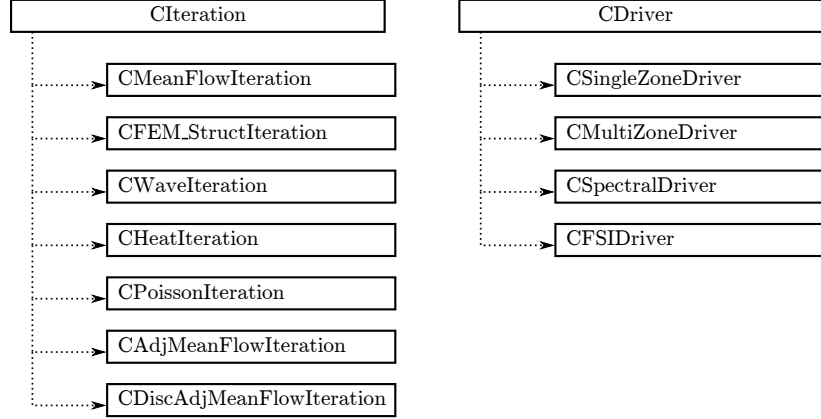 CIteration
CMeanFlowIteration
CFEM_StructIteration
CWaveIteration
CHeatIteration
CPoissonIteration
CAdjMeanFlowIteration
CDiscAdjMeanFlowIteration
CDriver
CSingleZoneDriver
CMultiZoneDriver
CSpectralDriver
CFSIDriver